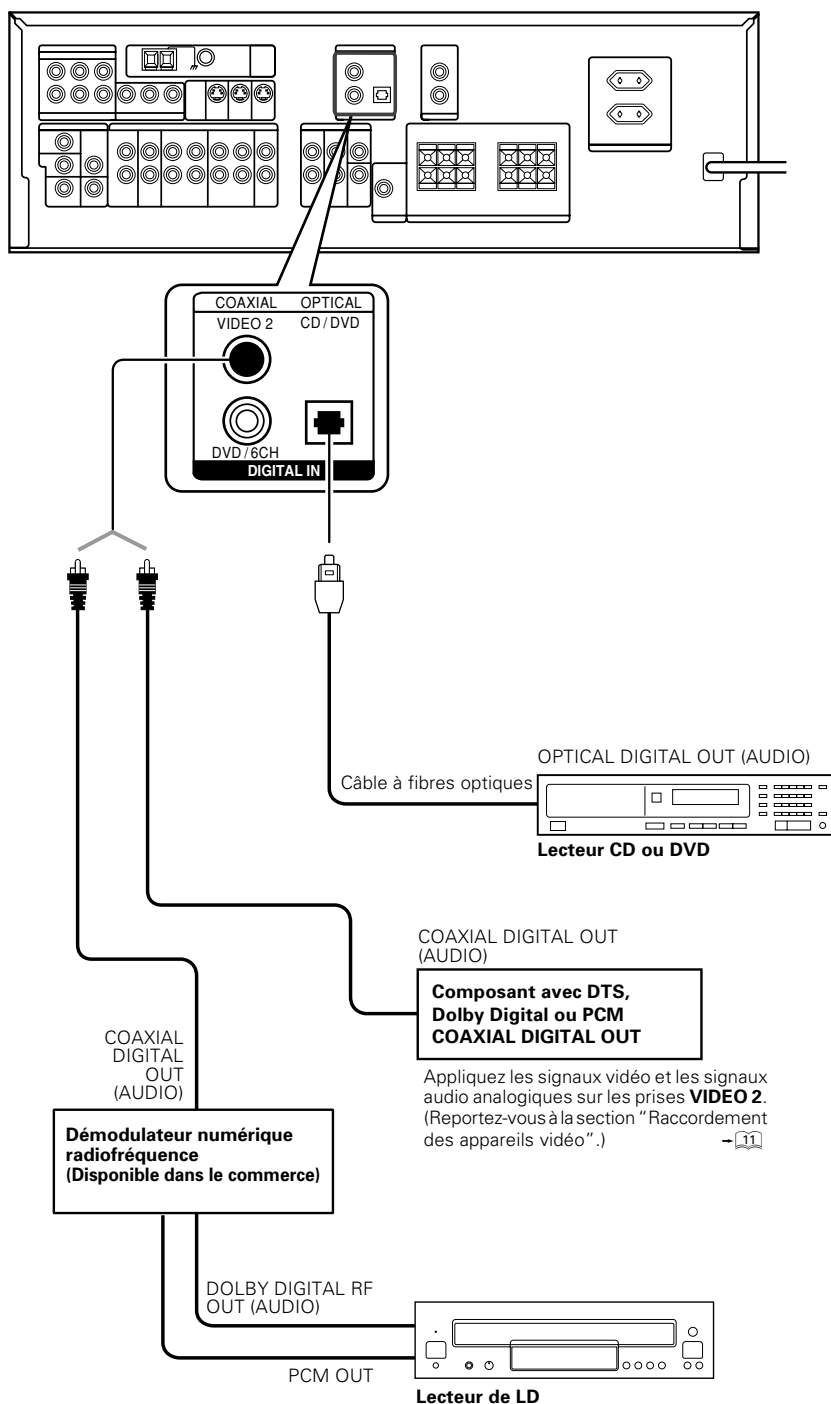 COAXIAL OPTICAL
VIDEO 2 CD / DVD
DVD / 6CH
DIGITAL IN
OPTICAL DIGITAL OUT (AUDIO)
Câble à fibres optiques
Lecteur CD ou DVD
COAXIAL DIGITAL OUT
(AUDIO)
Composant avec DTS,
Dolby Digital ou PCM
COAXIAL DIGITAL OUT
Appliquez les signaux vidéo et les signaux
audio analogiques sur les prises VIDEO 2.
(Reportez-vous à la section "Raccordement
des appareils vidéo".) → 11
COAXIAL
DIGITAL
OUT
(AUDIO)
Démodulateur numérique
radiofréquence
(Disponible dans le commerce)
DOLBY DIGITAL RF
OUT (AUDIO)
PCM OUT
Lecteur de LD